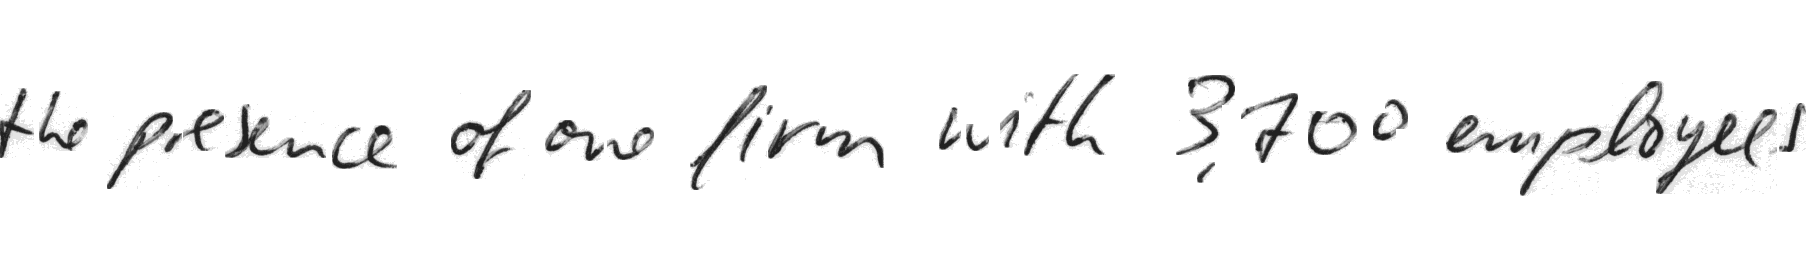 the presence of one firm with 3,700 employees